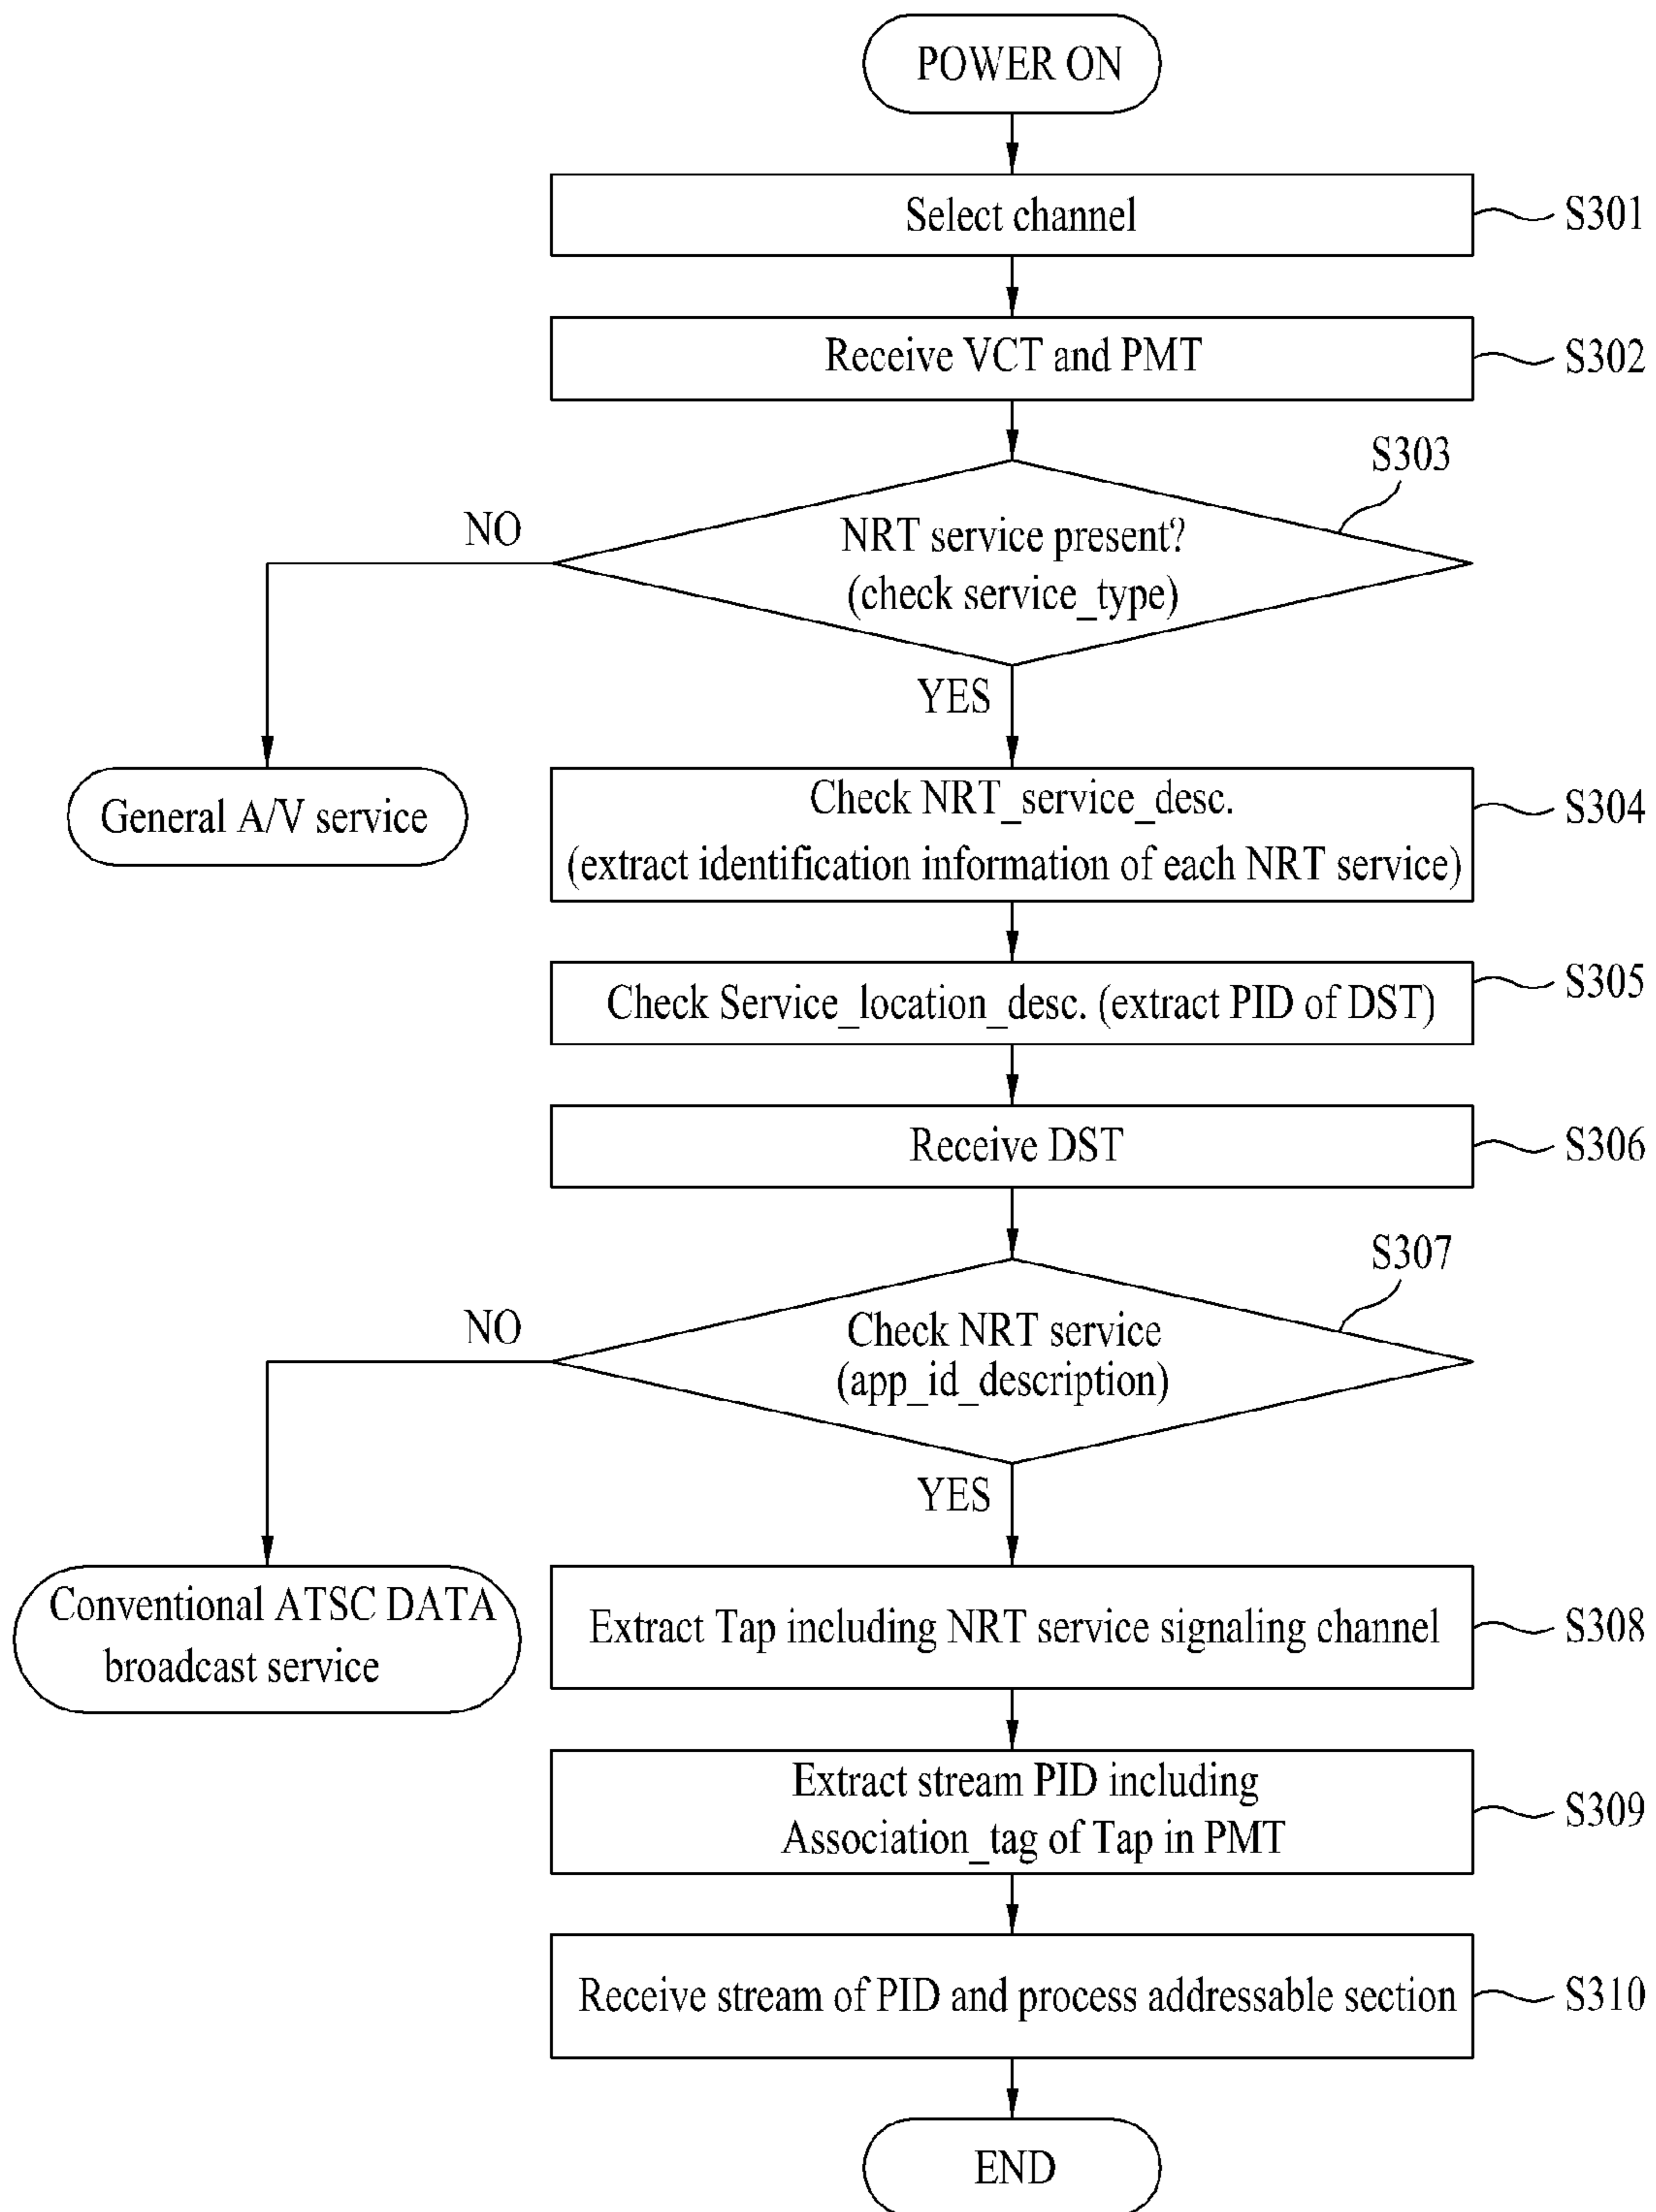 POWER ON
Select channel
S301
Receive VCT and PMT
S302
S303
NO
NRT service present?
(check service_type)
YES
General A/V service
Check NRT_service_desc.
(extract identification information of each NRT service)
S304
Check Service_location_desc. (extract PID of DST)
S305
Receive DST
S306
S307
NO
Check NRT service
(app_id_description)
YES
Conventional ATSC DATA
broadcast service
Extract Tap including NRT service signaling channel
S308
Extract stream PID including
Association_tag of Tap in PMT
S309
Receive stream of PID and process addressable section
S310
END